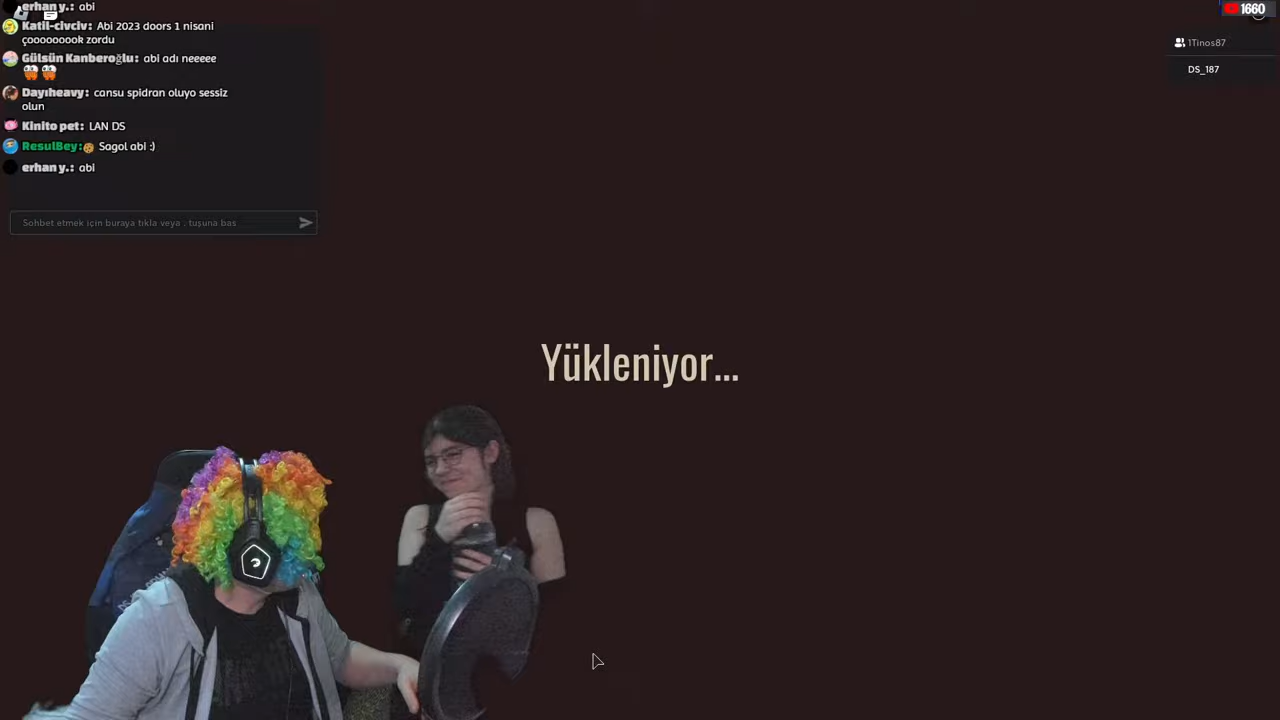 erhan y.: abi
1660
Katil-civciv: Abi 2023 doors 1 nisani
çooooooook zordu
1Tinos87
Gülsün Kanberoğlu: abi adı neeeee
DS_187
Dayıheavy: cansu spidran oluyo sessiz
olun
Kinito pet: LAN DS
ResulBey: Sagol abi :)
erhan y.: abi
Sohbet etmek için buraya tıkla veya . tuşuna bas
Yükleniyor...